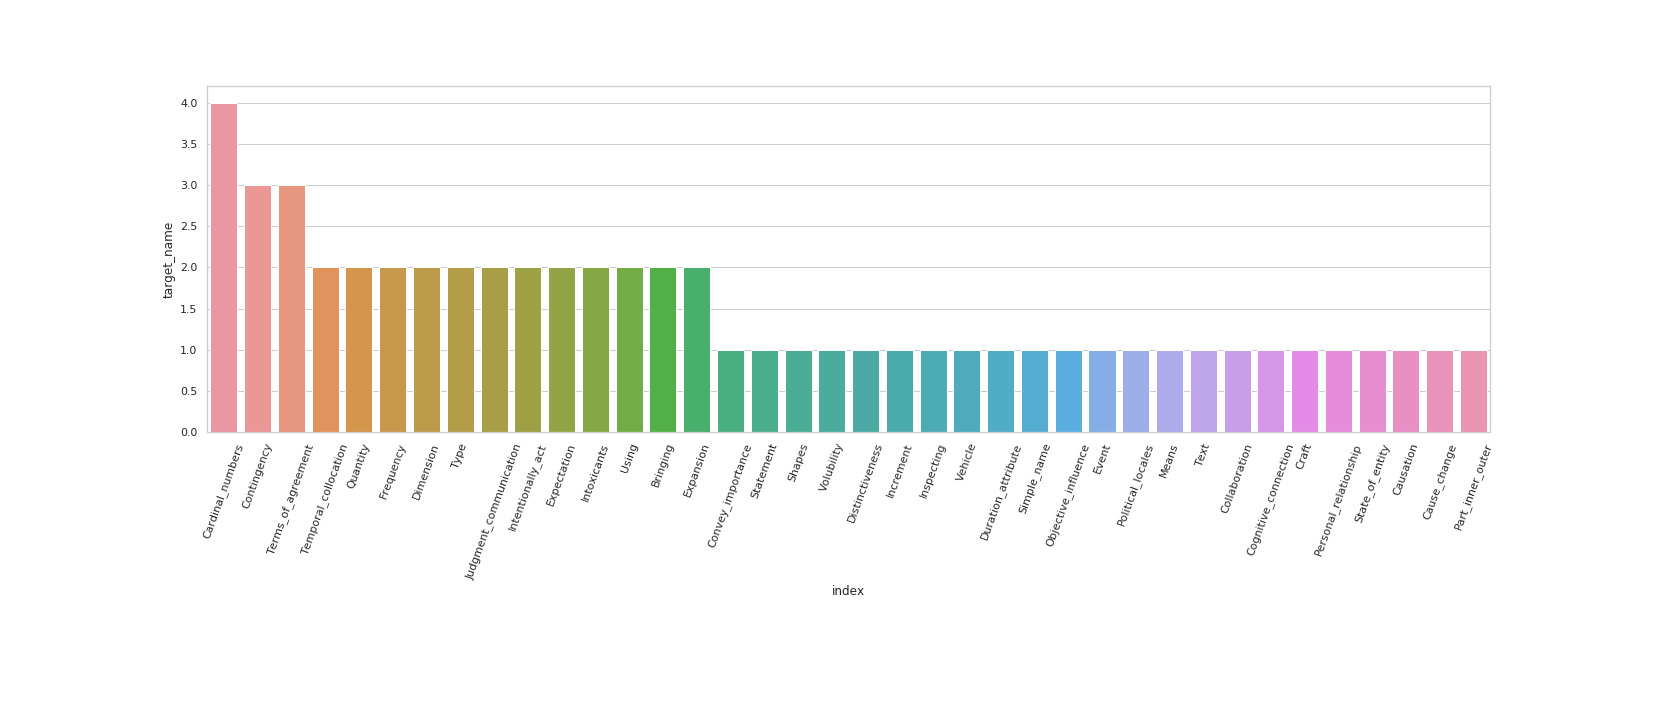 4.0
3.5
3.0
2.5
2.0
1.5
1.0
0.5
0.0
target_name
Cardinal_numbers
Contingency
Terms_of_agreement
Temporal_collocation
Quantity
Frequency
Dimension
Type
Judgment_communication
Intentionally_act
Expectation
Intoxicants
Using
Bringing
Expansion
Convey_importance
Statement
Shapes
Volubility
Distinctiveness
Increment
Inspecting
Vehicle
Duration_attribute
Simple_name
Objective_influence
Event
Political_locales
Means
Text
Collaboration
Cognitive_connection
Craft
Personal_relationship
State_of_entity
Causation
Cause_change
Part_inner_outer
index